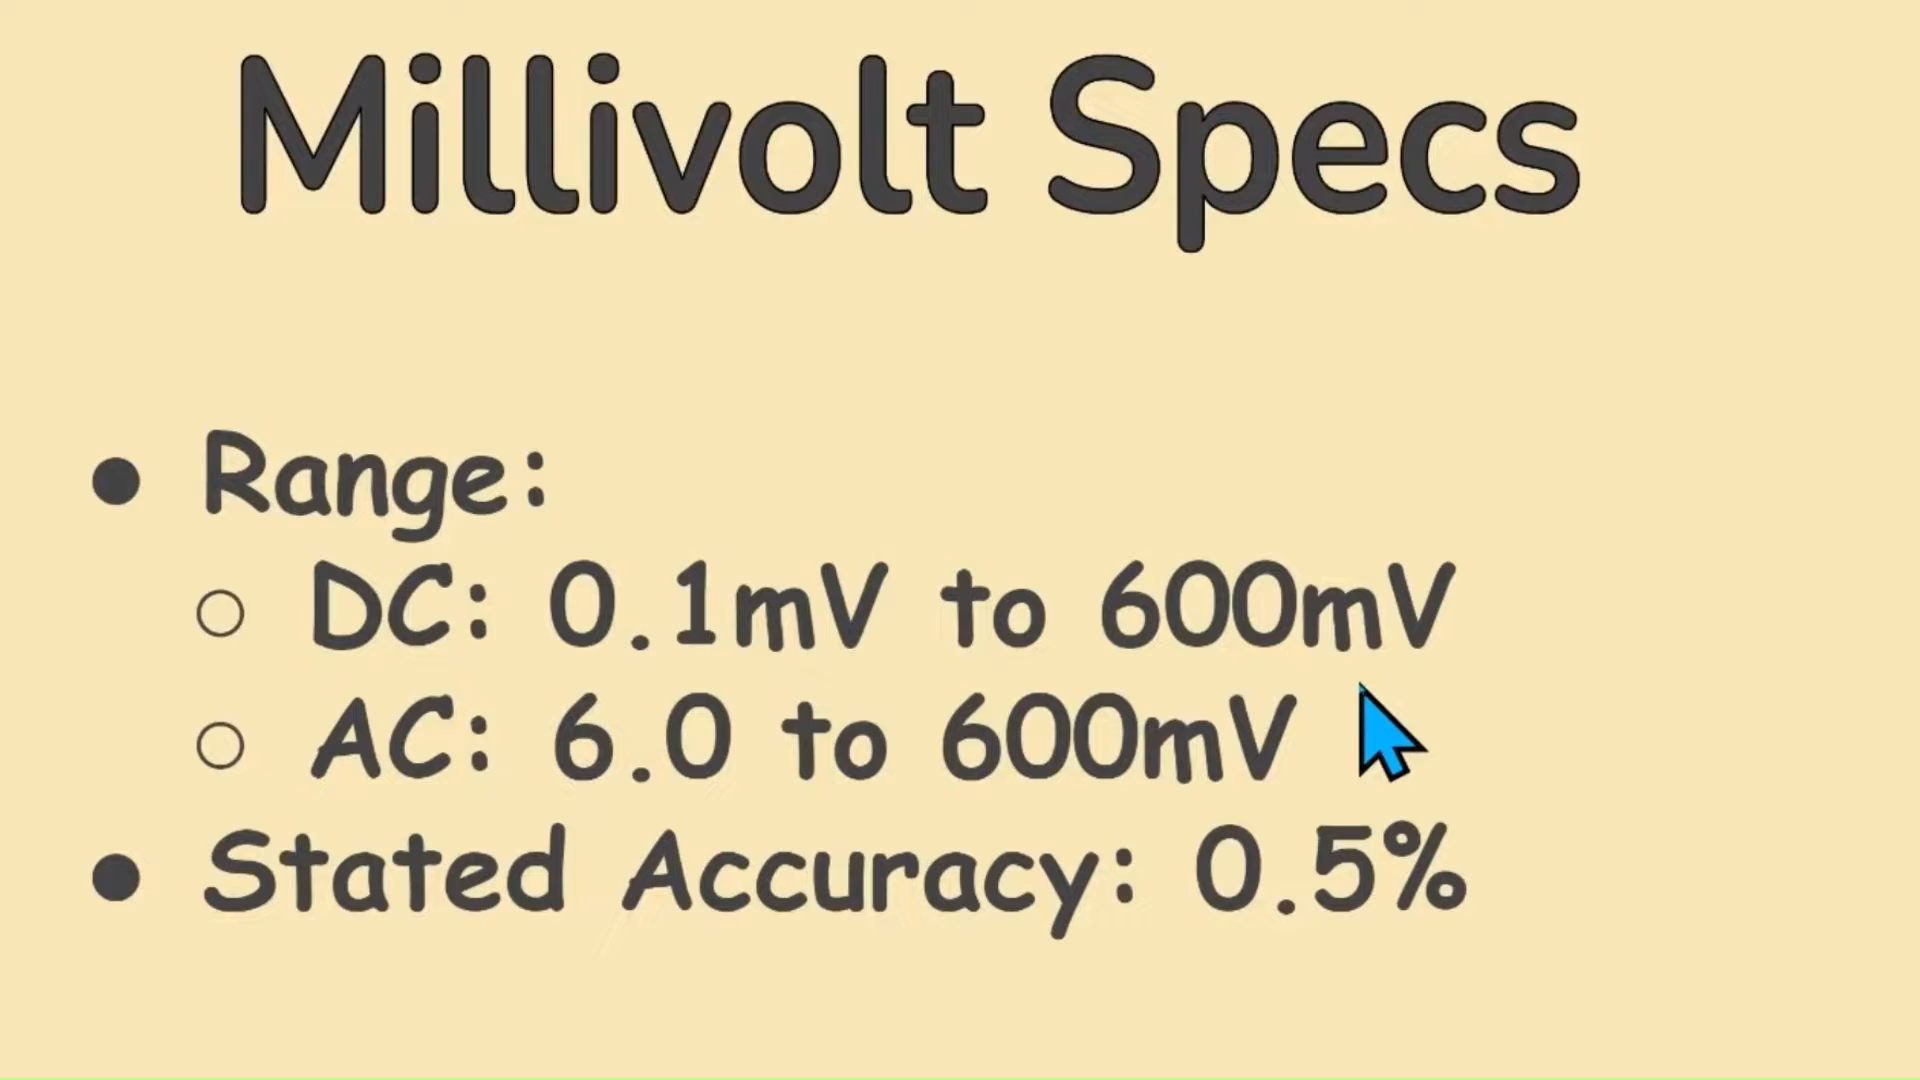 Millivolt Specs
● Range:
○ DC: 0.1mV to 600mV
○ AC: 6.0 to 600mV
● Stated Accuracy: 0.5%